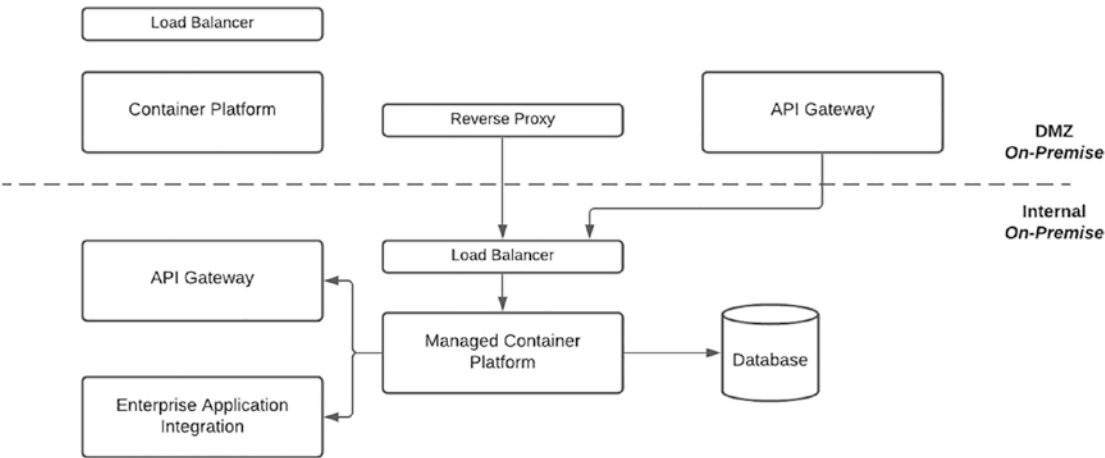 Load Balancer
Container Platform
Reverse Proxy
API Gateway
DMZ
On-Premise
Internal
On-Premise
API Gateway
Load Balancer
Managed Container
Platform
Database
Enterprise Application
Integration